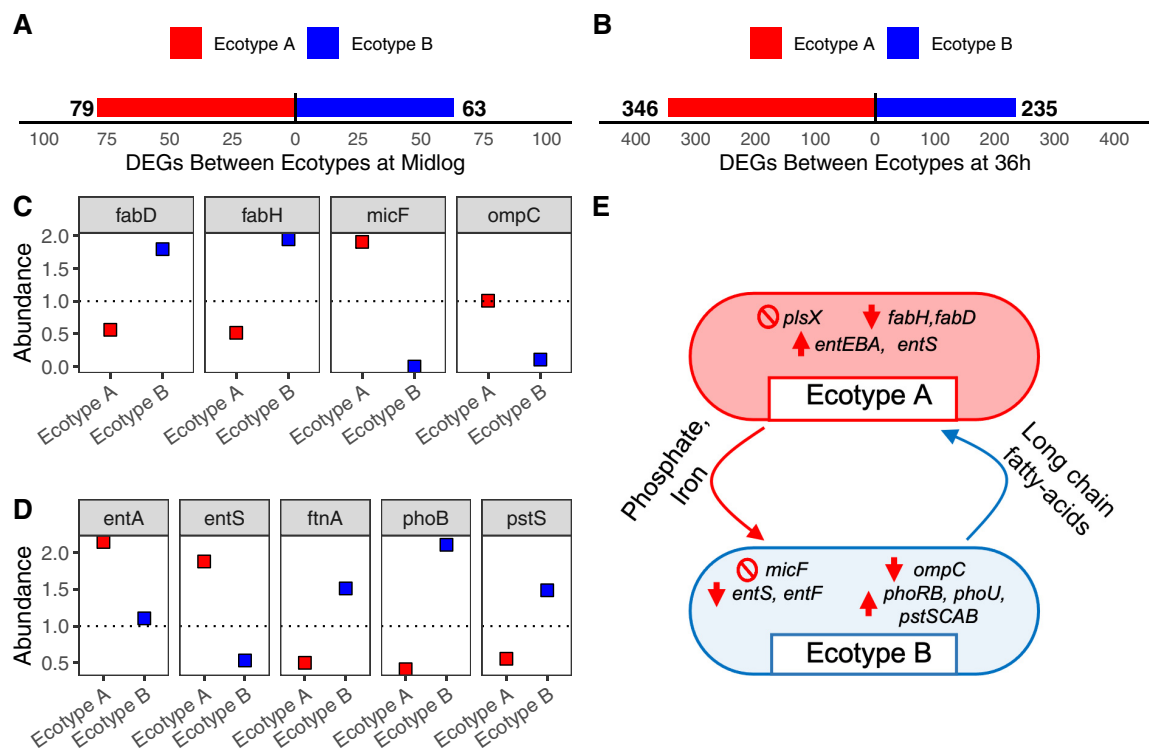 A
Ecotype A
Ecotype B
79
63
100 75 50 25 0 25 50 75 100
DEGs Between Ecotypes at Midlog
B
Ecotype A
Ecotype B
346
235
400 300 200 100 0 100 200 300 400
DEGs Between Ecotypes at 36h
C
fabD
fabH
micF
ompC
Abundance
2.0
1.5
1.0
0.5
0.0
Ecotype A
Ecotype B
Ecotype A
Ecotype B
Ecotype A
Ecotype B
Ecotype A
Ecotype B
D
entA
entS
ftnA
phoB
pstS
Abundance
2.0
1.5
1.0
0.5
Ecotype A
Ecotype B
Ecotype A
Ecotype B
Ecotype A
Ecotype B
Ecotype A
Ecotype B
Ecotype A
Ecotype B
E
plsX
fabH,fabD
entEBA, entS
Ecotype A
Phosphate,
Iron
Long chain
fatty-acids
micF
ompC
entS, entF
phoRB, phoU,
pstSCAB
Ecotype B